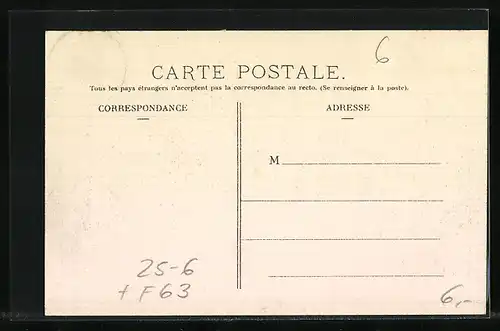 6
CARTE POSTALE.
Tous les pays étrangers n'acceptent pas la correspondance au recto. (Se renseigner à la poste).
CORRESPONDANCE
ADRESSE
M
25-6
+ F63
6,-